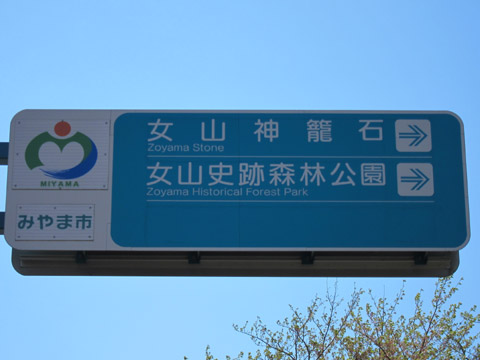 女山神籠石
Zoyama Stone
女山史跡森林公園
Zoyama Historical Forest Park
MIYAMA
みやま市